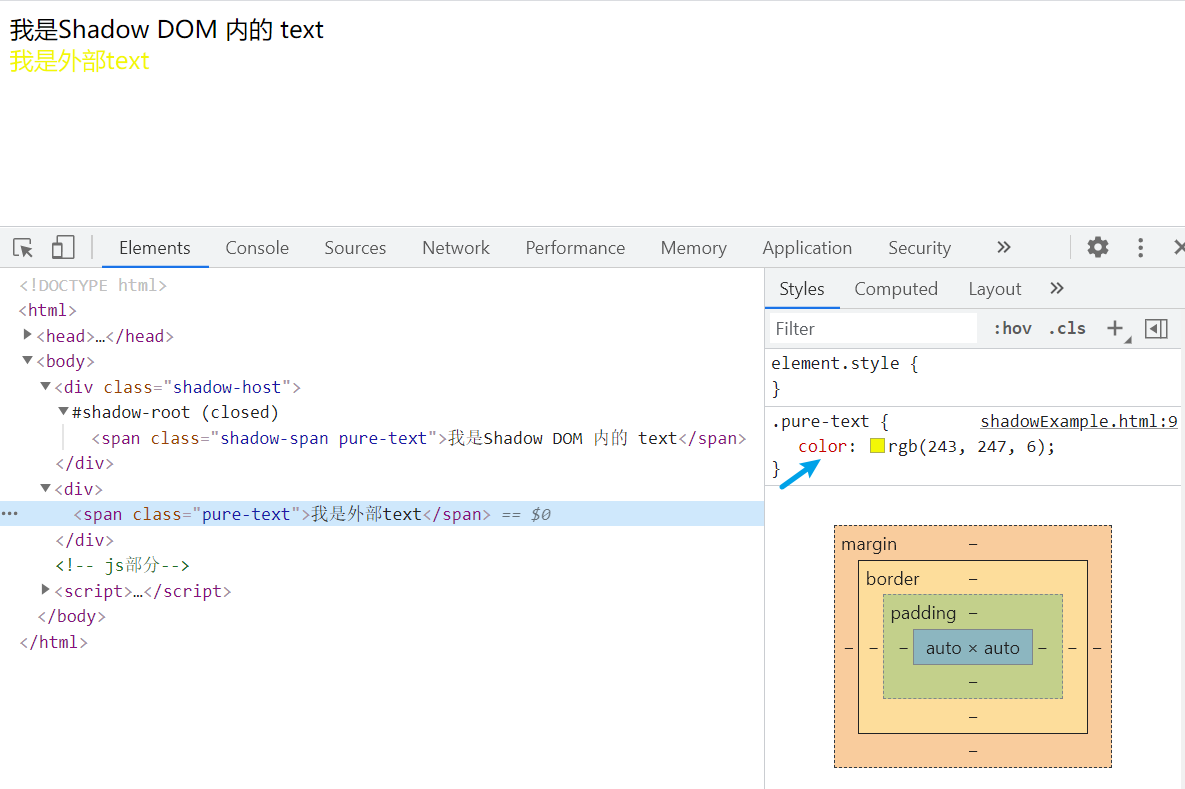 我是Shadow DOM 内的 text
我是外部text
Elements Console Sources Network Performance Memory Application Security »
<!DOCTYPE html>
<html>
▶<head>…</head>
▼<body>
▼<div class="shadow-host">
▼#shadow-root (closed)
<span class="shadow-span pure-text">我是Shadow DOM 内的 text</span>
</div>
▼<div>
<span class="pure-text">我是外部text</span> == $0
</div>
<!-- js部分-->
▶<script>…</script>
</body>
</html>
Styles Computed Layout »
Filter :hov .cls +
element.style {
}
.pure-text { shadowExample.html:9
color: rgb(243, 247, 6);
}
margin –
border –
padding –
– – – auto × auto – – –
–
–
–